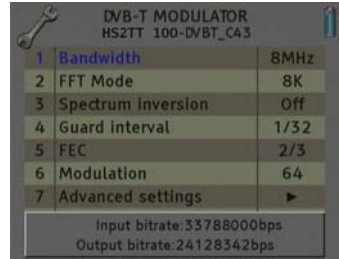 DVB-T MODULATOR
HS2TT 100-DVBT_C43
1 Bandwidth 8MHz
2 FFT Mode 8K
3 Spectrum inversion Off
4 Guard interval 1/32
5 FEC 2/3
6 Modulation 64
7 Advanced settings ►
Input bitrate:33788000bps
Output bitrate:24128342bps